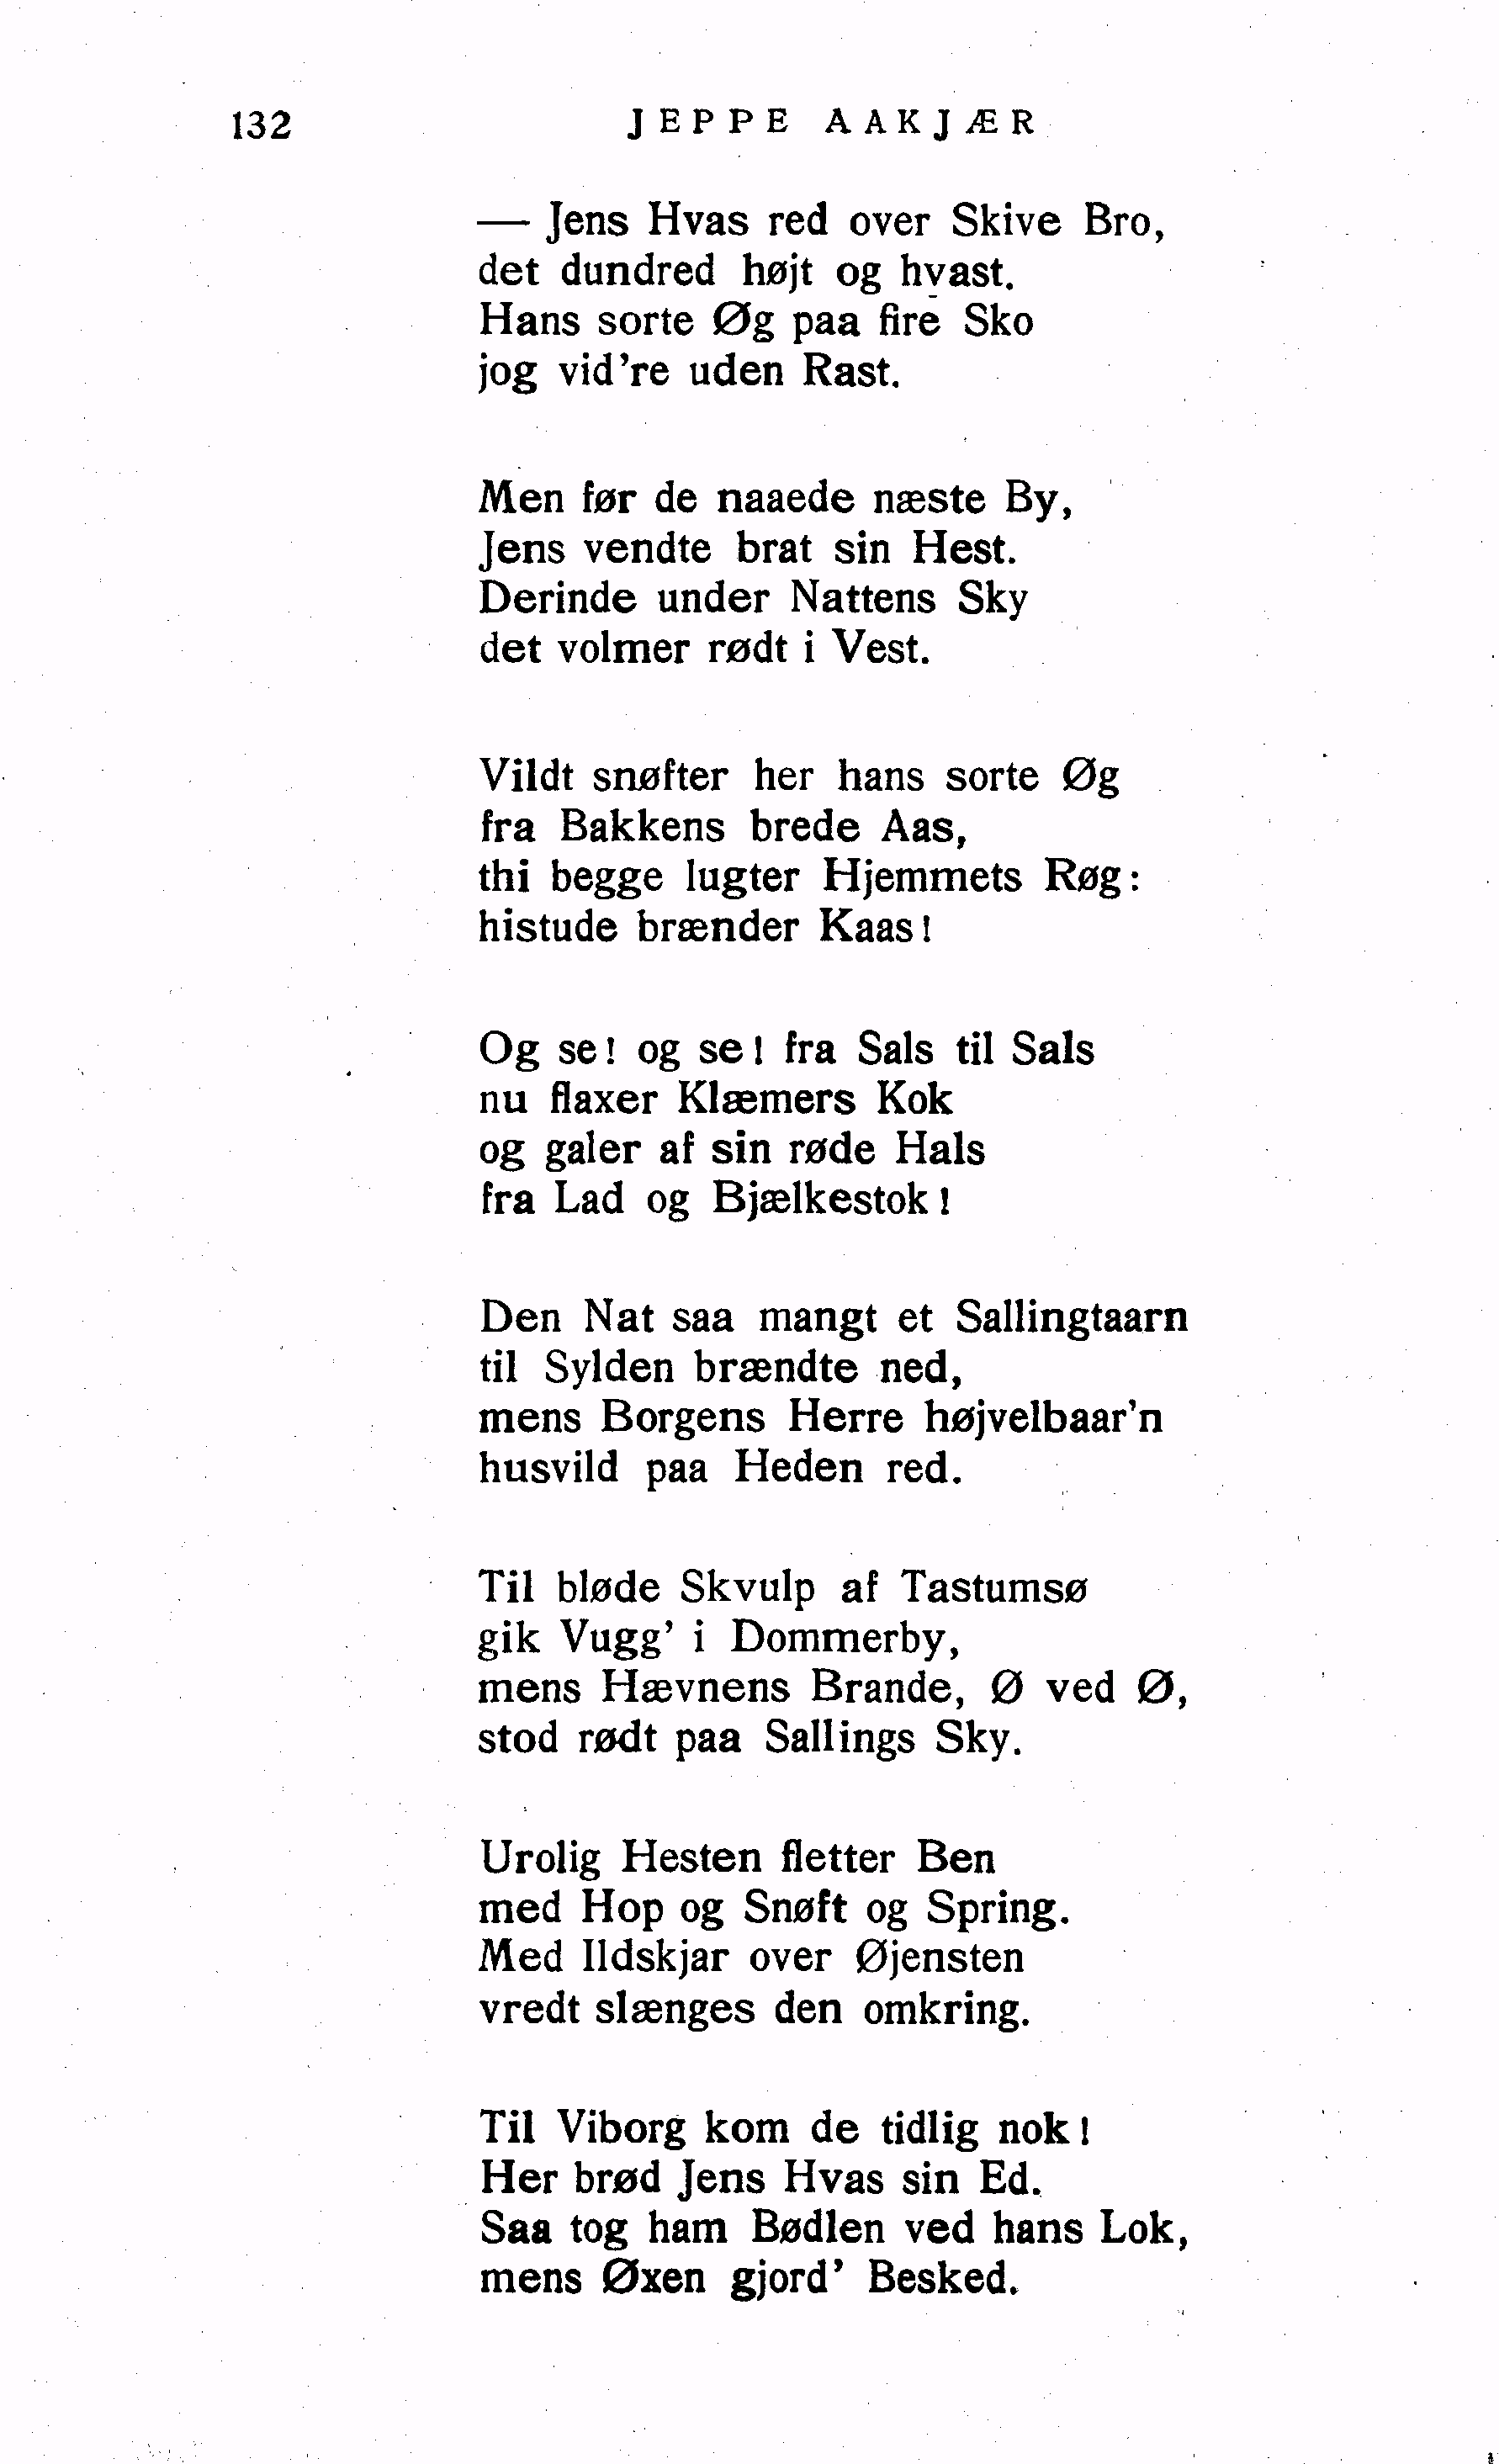 132 JEPPE AAKJÆR
— Jens Hvas red over Skive Bro,
det dundred højt og hvast.
Hans sorte Øg paa fire Sko
jog vid're uden Rast.
Men før de naaede næste By,
Jens vendte brat sin Hest.
Derinde under Nattens Sky
det volmer rødt i Vest.
Vildt snøfter her hans sorte Øg
fra Bakkens brede Aas,
thi begge lugter Hjemmets Røg:
histude brænder Kaas!
Og se! og se! fra Sals til Sals
nu flaxer Klæmers Kok
og galer af sin røde Hals
fra Lad og Bjælkestok!
Den Nat saa mangt et Sallingtaarn
til Sylden brændte ned,
mens Borgens Herre højvelbaar'n
husvild paa Heden red.
Til bløde Skvulp af Tastumsø
gik Vugg' i Dommerby,
mens Hævnens Brande, Ø ved Ø,
stod rødt paa Sallings Sky.
Urolig Hesten fletter Ben
med Hop og Snøft og Spring.
Med Ildskjar over Øjensten
vredt slænges den omkring.
Til Viborg kom de tidlig nok!
Her brød Jens Hvas sin Ed.
Saa tog ham Bødlen ved hans Lok,
mens Øxen gjord' Besked.